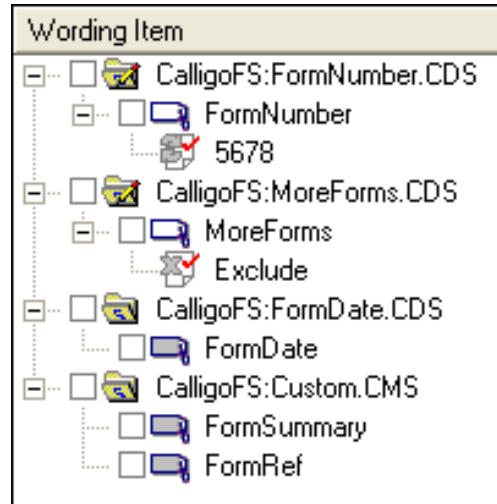 Wording Item
CalligoFS:FormNumber.CDS
FormNumber
5678
CalligoFS:MoreForms.CDS
MoreForms
Exclude
CalligoFS:FormDate.CDS
FormDate
CalligoFS:Custom.CMS
FormSummary
FormRef